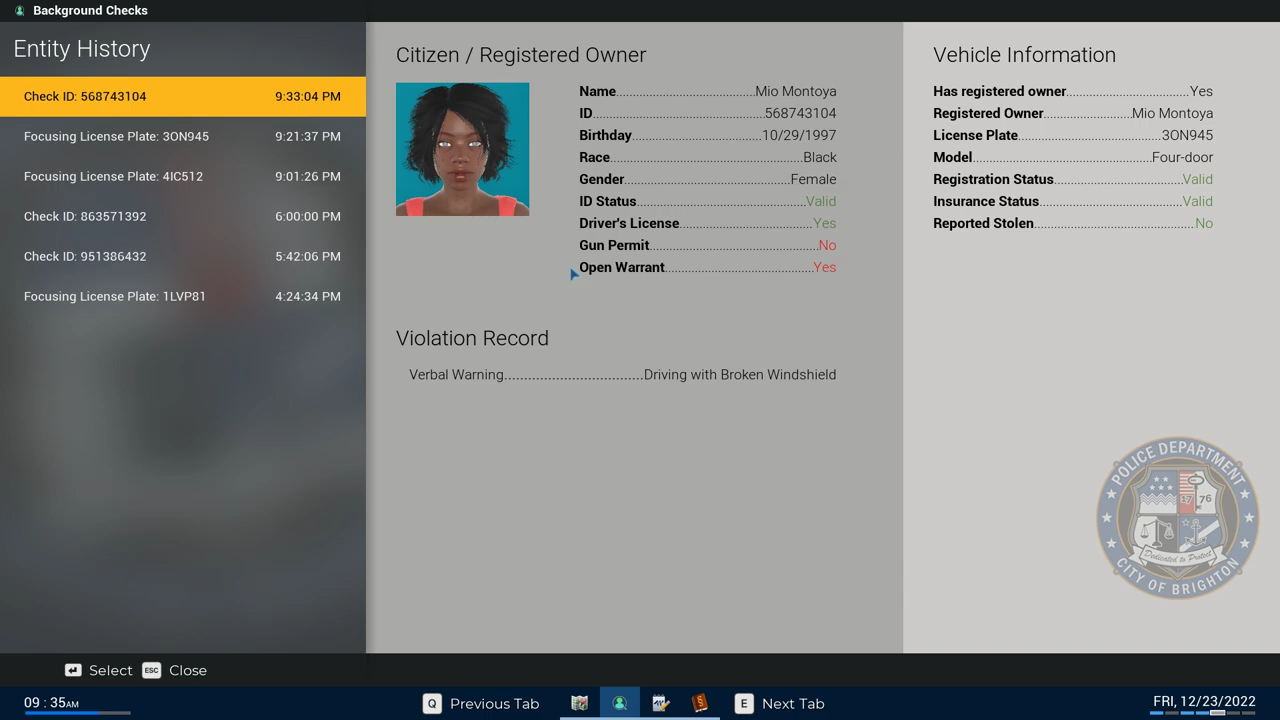 Background Checks
Entity History
Check ID: 568743104 9:33:04 PM
Focusing License Plate: 3ON945 9:21:37 PM
Focusing License Plate: 4IC512 9:01:26 PM
Check ID: 863571392 6:00:00 PM
Check ID: 951386432 5:42:06 PM
Focusing License Plate: 1LVP81 4:24:34 PM
Citizen / Registered Owner
Name Mio Montoya
ID 568743104
Birthday 10/29/1997
Race Black
Gender Female
ID Status Valid
Driver's License Yes
Gun Permit No
Open Warrant Yes
Violation Record
Verbal Warning Driving with Broken Windshield
Vehicle Information
Has registered owner Yes
Registered Owner Mio Montoya
License Plate 3ON945
Model Four-door
Registration Status Valid
Insurance Status Valid
Reported Stolen No
POLICE DEPARTMENT
17 76
Dedicated to Protect
CITY OF BRIGHTON
Select ESC Close
09 : 35AM
Q Previous Tab
E Next Tab
FRI, 12/23/2022